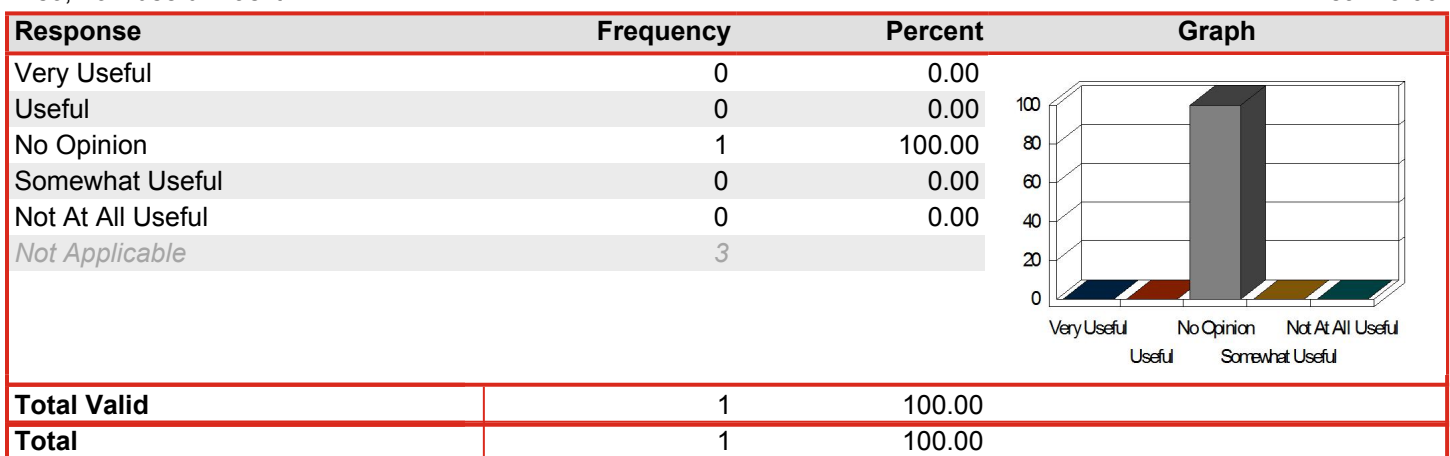 Response Frequency Percent Graph
Very Useful 0 0.00
Useful 0 0.00
No Opinion 1 100.00
Somewhat Useful 0 0.00
Not At All Useful 0 0.00
Not Applicable 3
100
80
60
40
20
0
Very Useful No Opinion Not At All Useful
Useful Somewhat Useful
Total Valid 1 100.00
Total 1 100.00